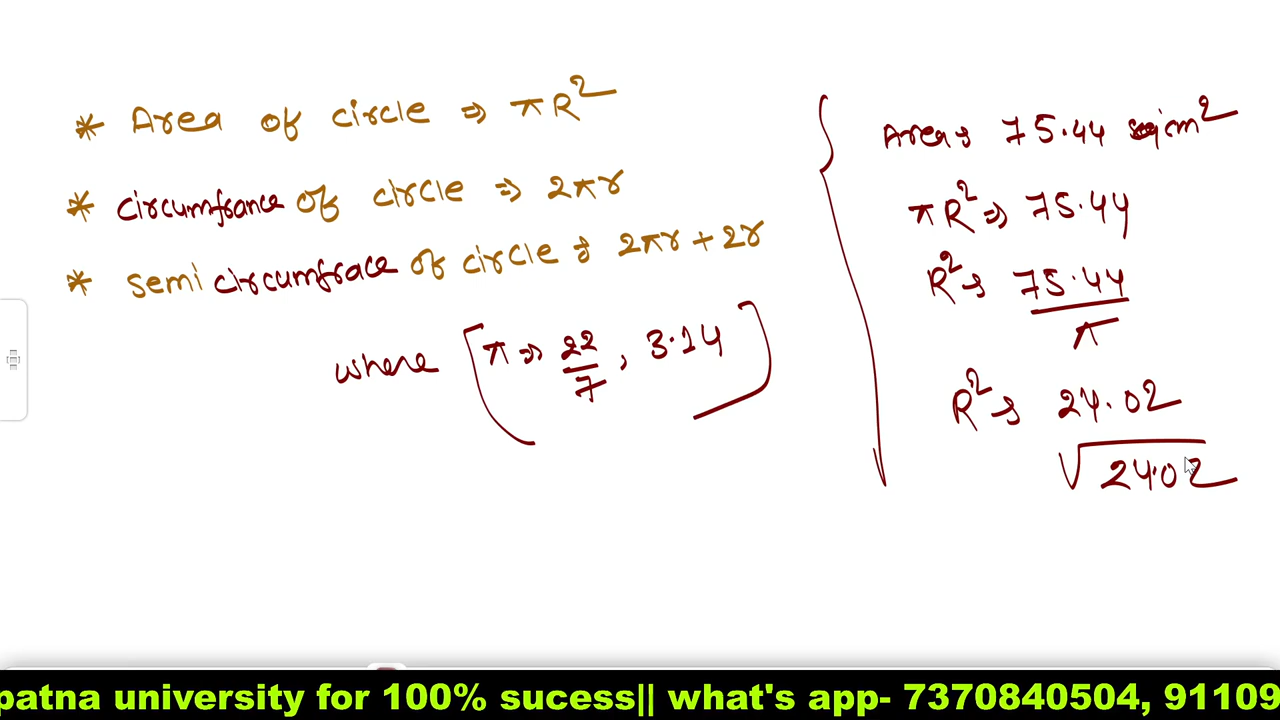 * Area of circle ⇒ πR²
* circumfrance of circle ⇒ 2πr
* semi circumfrace of circle ⇒ 2πr + 2r
where [π ⇒ 22/7, 3.14]
Area ⇒ 75.44 cm²
πR² ⇒ 75.44
R² ⇒ 75.44/π
R² ⇒ 24.02
√24.02
patna university for 100% sucess|| what's app- 7370840504, 91109